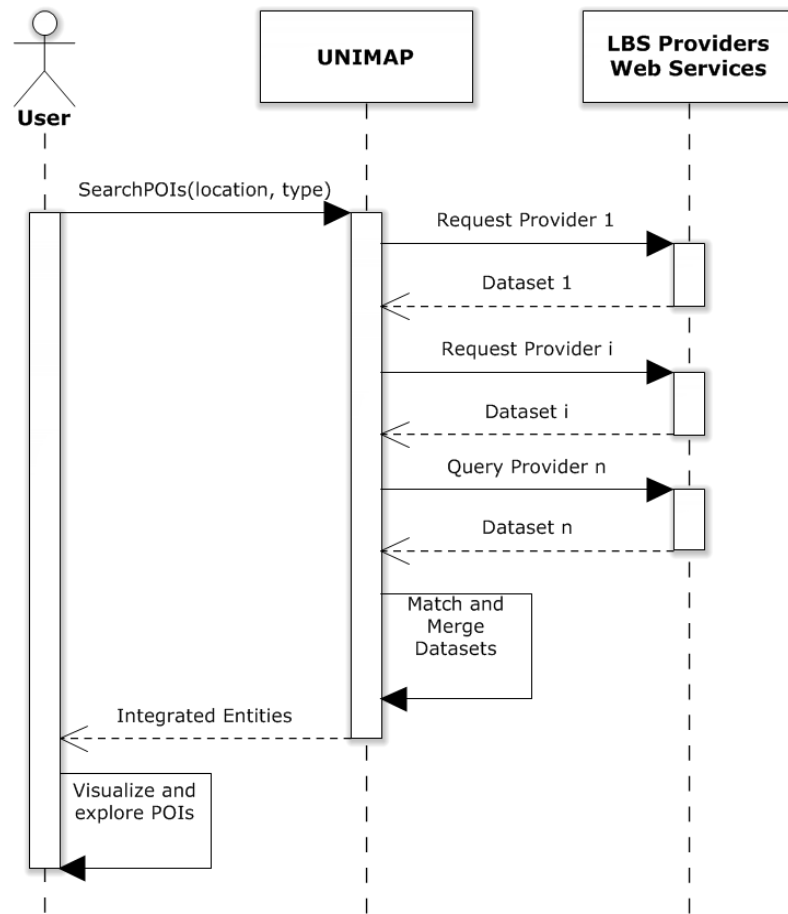 UNIMAP
LBS Providers
Web Services
User
SearchPOIs(location, type)
Request Provider 1
Dataset 1
Request Provider i
Dataset i
Query Provider n
Dataset n
Match and
Merge
Datasets
Integrated Entities
Visualize and
explore POIs